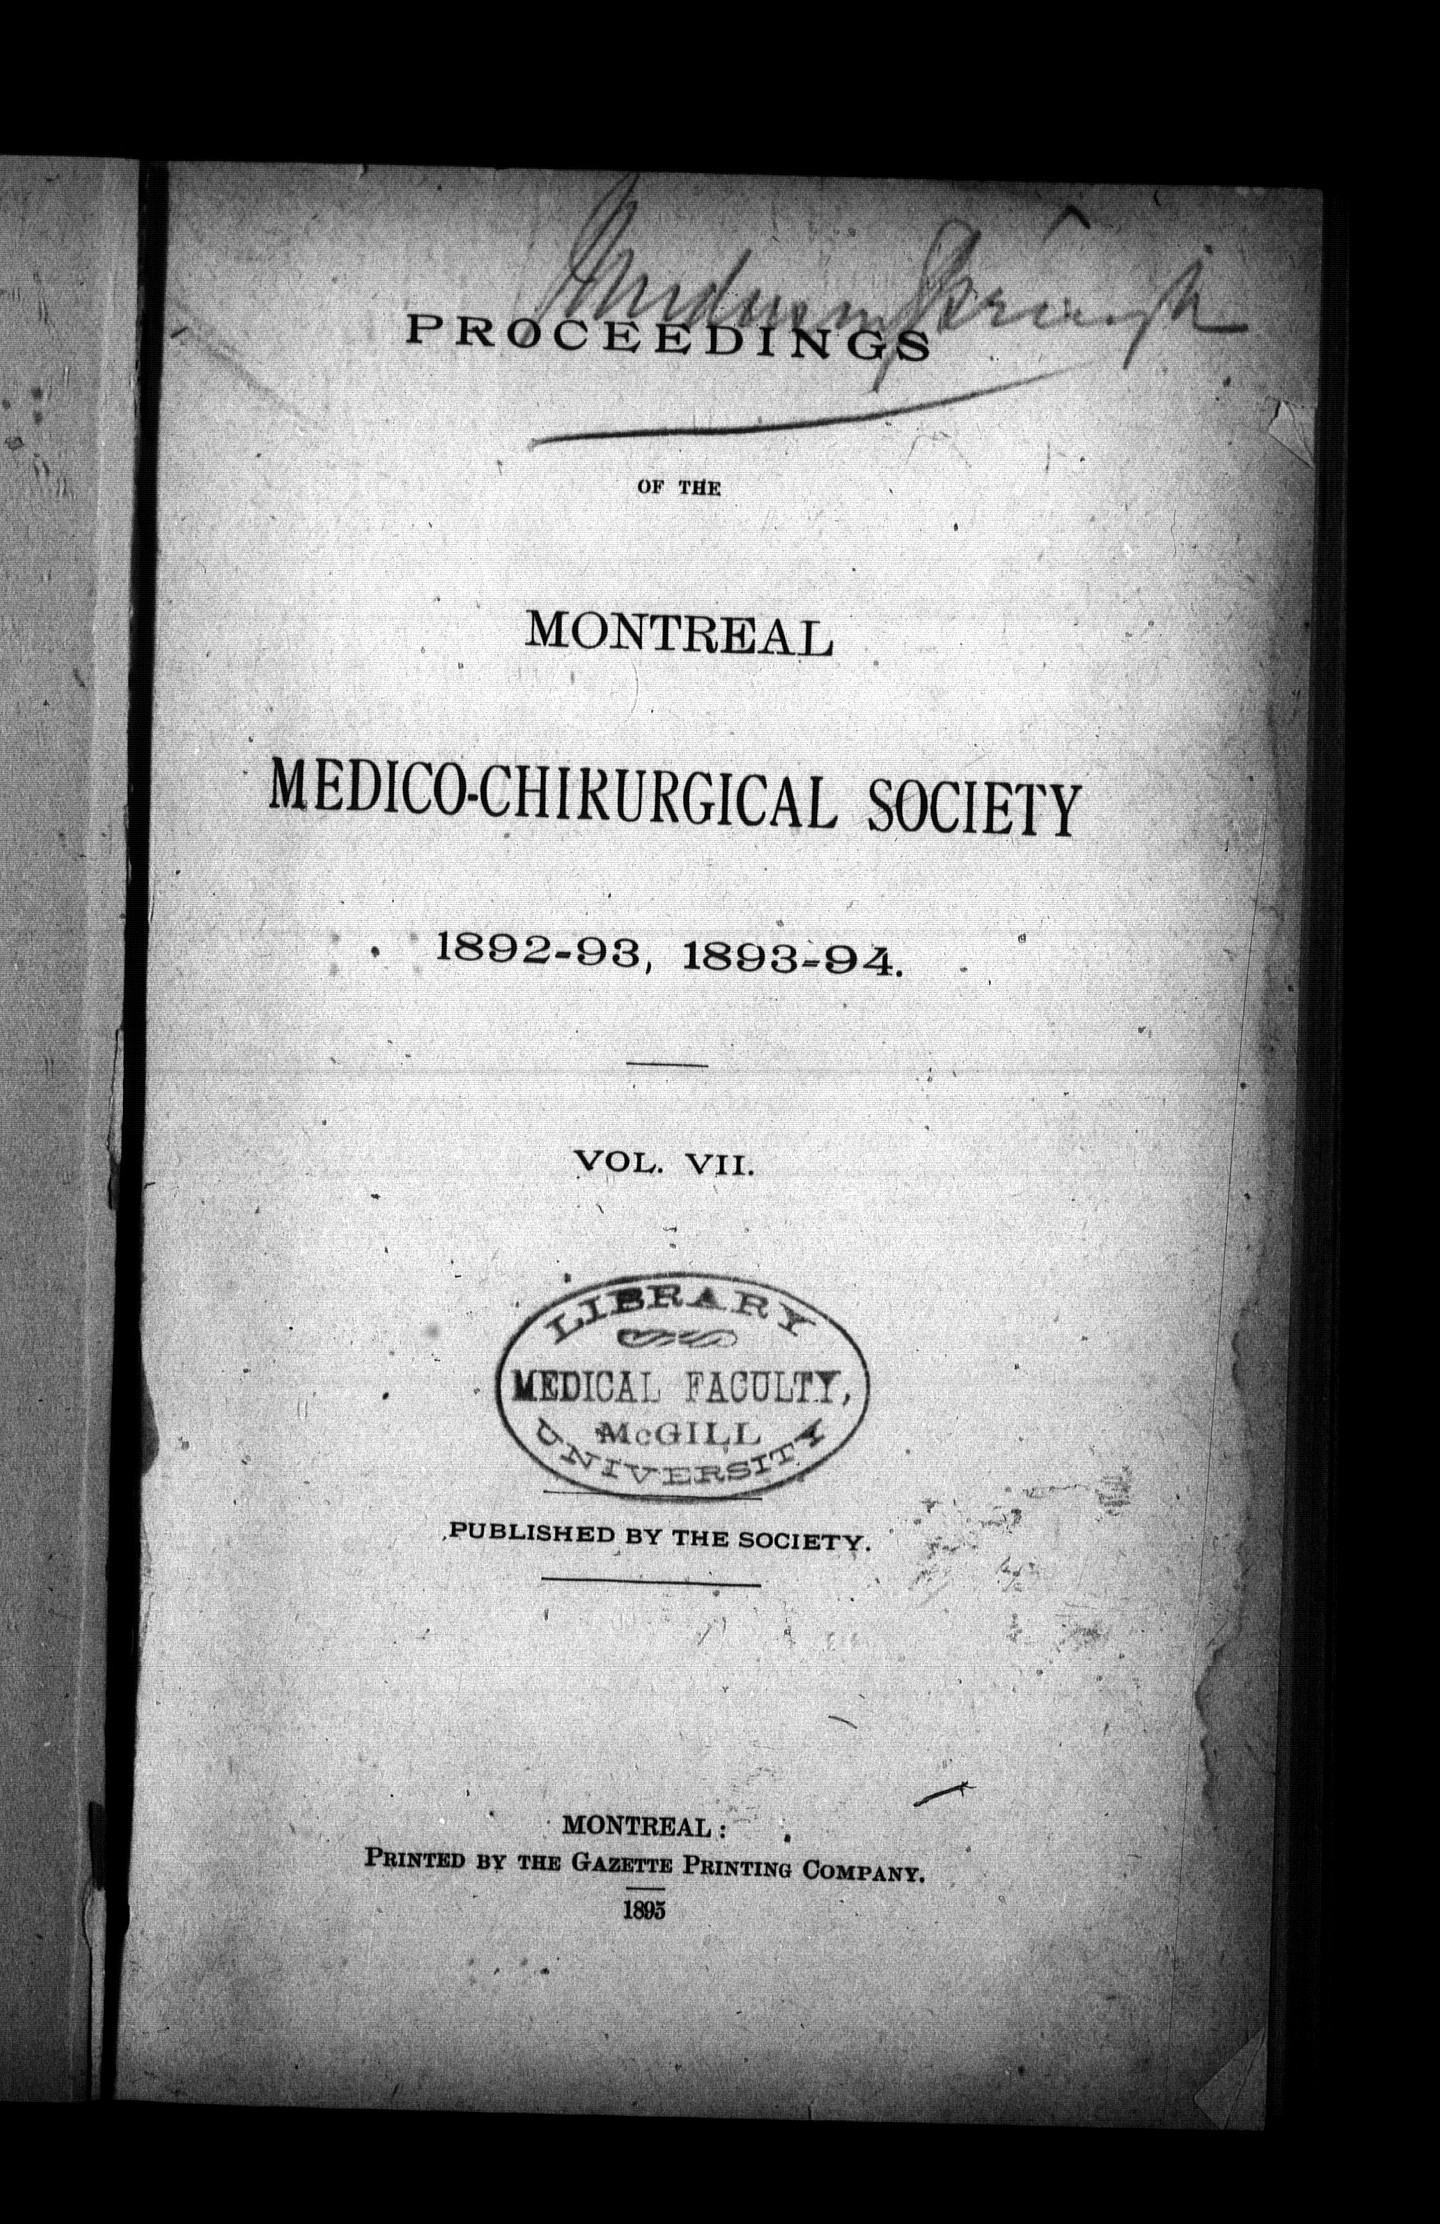 PROCEEDINGS
OF THE
MONTREAL
MEDICO-CHIRURGICAL SOCIETY
1892-93, 1893-94.
VOL. VII.
LIBRARY
MEDICAL FACULTY,
McGILL
UNIVERSITY
PUBLISHED BY THE SOCIETY.
MONTREAL:
PRINTED BY THE GAZETTE PRINTING COMPANY.
1895